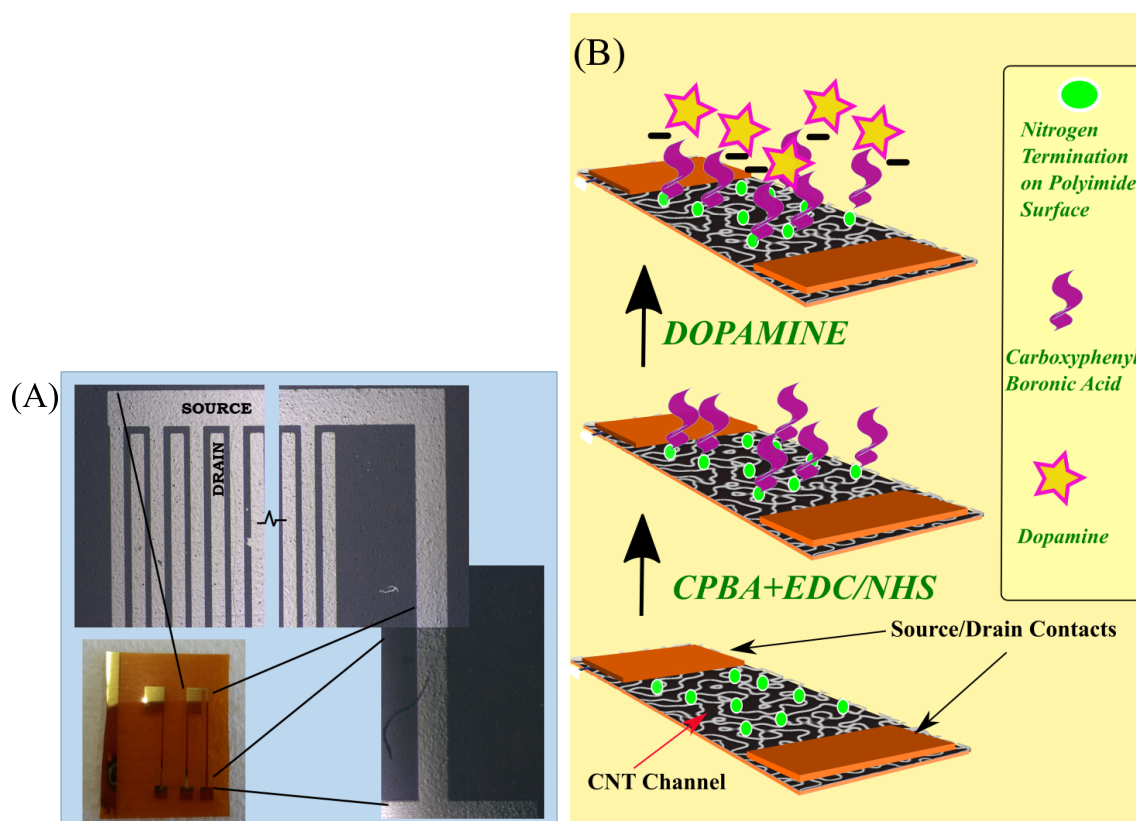 (A)
SOURCE
DRAIN
(B)
Nitrogen
Termination
on Polyimide
Surface
Carboxyphenyl
Boronic Acid
Dopamine
DOPAMINE
CPBA+EDC/NHS
Source/Drain Contacts
CNT Channel